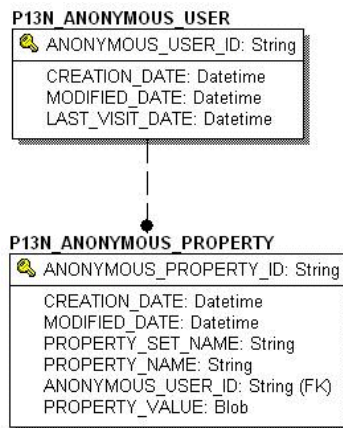 P13N_ANONYMOUS_USER
ANONYMOUS_USER_ID: String
CREATION_DATE: Datetime
MODIFIED_DATE: Datetime
LAST_VISIT_DATE: Datetime
P13N_ANONYMOUS_PROPERTY
ANONYMOUS_PROPERTY_ID: String
CREATION_DATE: Datetime
MODIFIED_DATE: Datetime
PROPERTY_SET_NAME: String
PROPERTY_NAME: String
ANONYMOUS_USER_ID: String (FK)
PROPERTY_VALUE: Blob